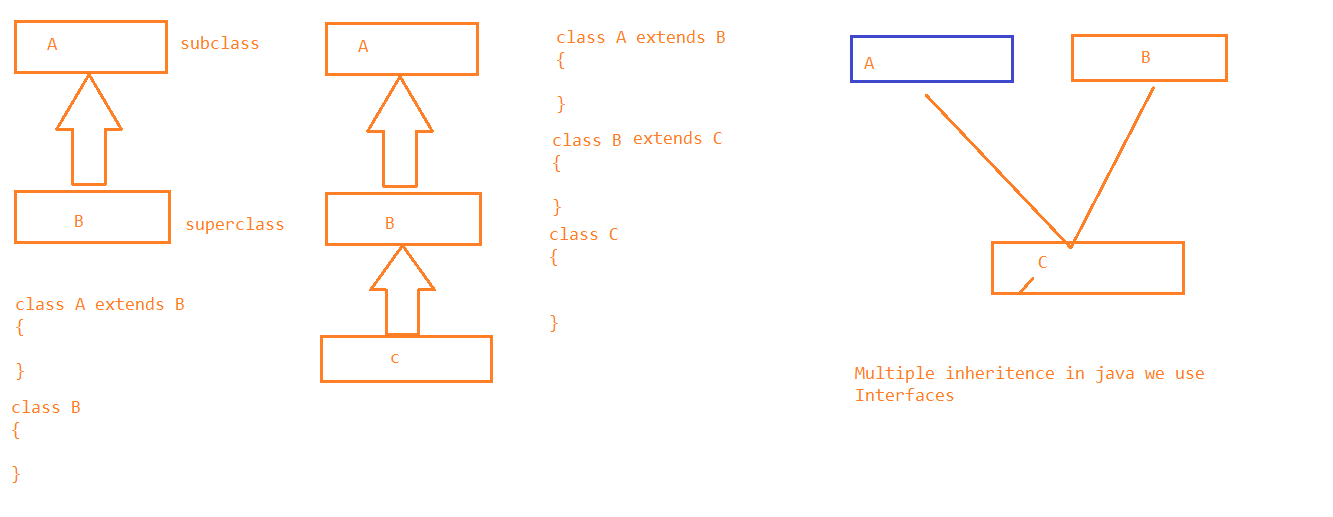 A
subclass
B
superclass
class A extends B
{
}
class B
{
}
A
B
c
class A extends B
{
}
class B extends C
{
}
class C
{
}
A
B
C
Multiple inheritence in java we use
Interfaces